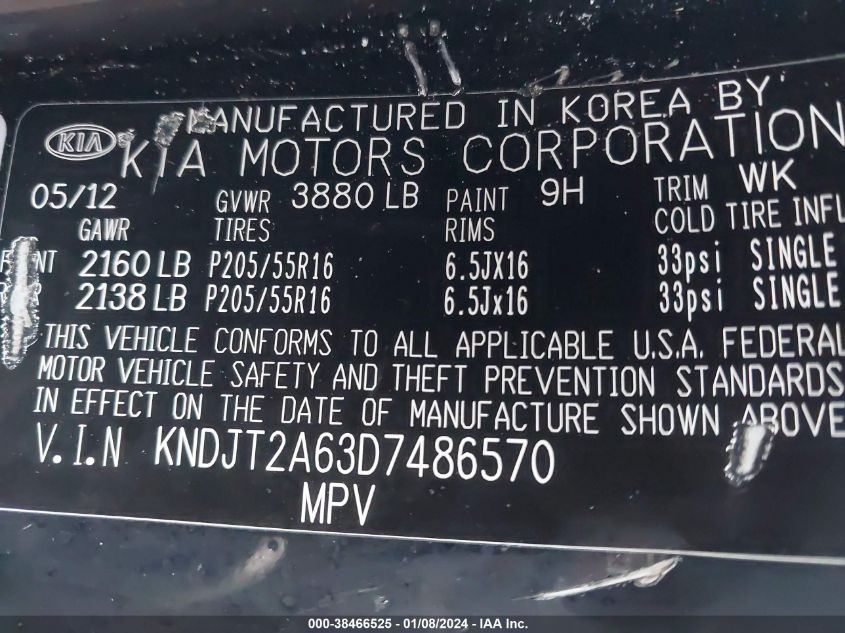 KIA MANUFACTURED IN KOREA BY
KIA MOTORS CORPORATION
05/12 GVWR 3880 LB PAINT 9H TRIM WK
GAWR TIRES RIMS COLD TIRE INFL
NT 2160 LB P205/55R16 6.5JX16 33psi SINGLE
2138 LB P205/55R16 6.5Jx16 33psi SINGLE
THIS VEHICLE CONFORMS TO ALL APPLICABLE U.S.A. FEDERAL
MOTOR VEHICLE SAFETY AND THEFT PREVENTION STANDARDS
IN EFFECT ON THE DATE OF MANUFACTURE SHOWN ABOVE
V.I.N KNDJT2A63D7486570
MPV
000-38466525 - 01/08/2024 - IAA Inc.